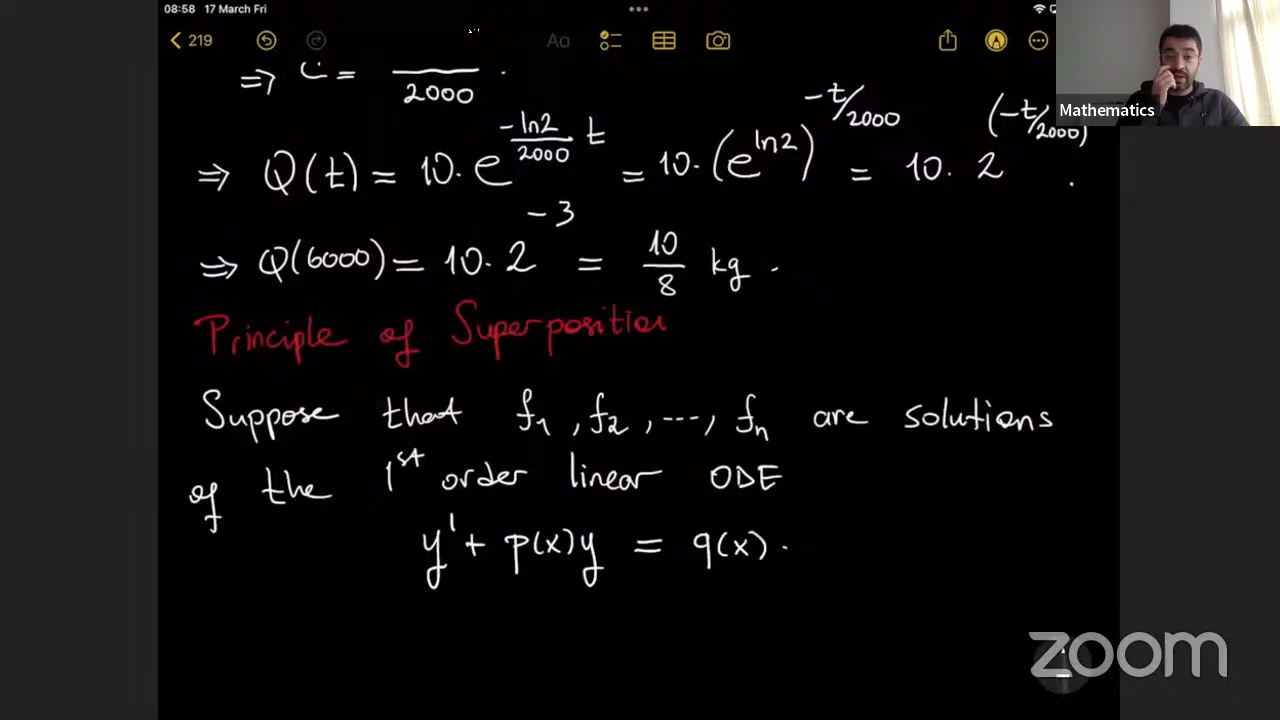 08:58 17 March Fri
219
Aa
⇒ C = 2000 .
⇒ Q(t) = 10. e^(-ln2/2000 t) = 10. (e^ln2)^(-t/2000) = 10. 2^(-t/2000) .
⇒ Q(6000) = 10. 2^-3 = 10/8 kg .
Principle of Superposition
Suppose that f₁, f₂, ..., fₙ are solutions
of the 1st order linear ODE
y' + p(x)y = q(x) .
Mathematics
zoom